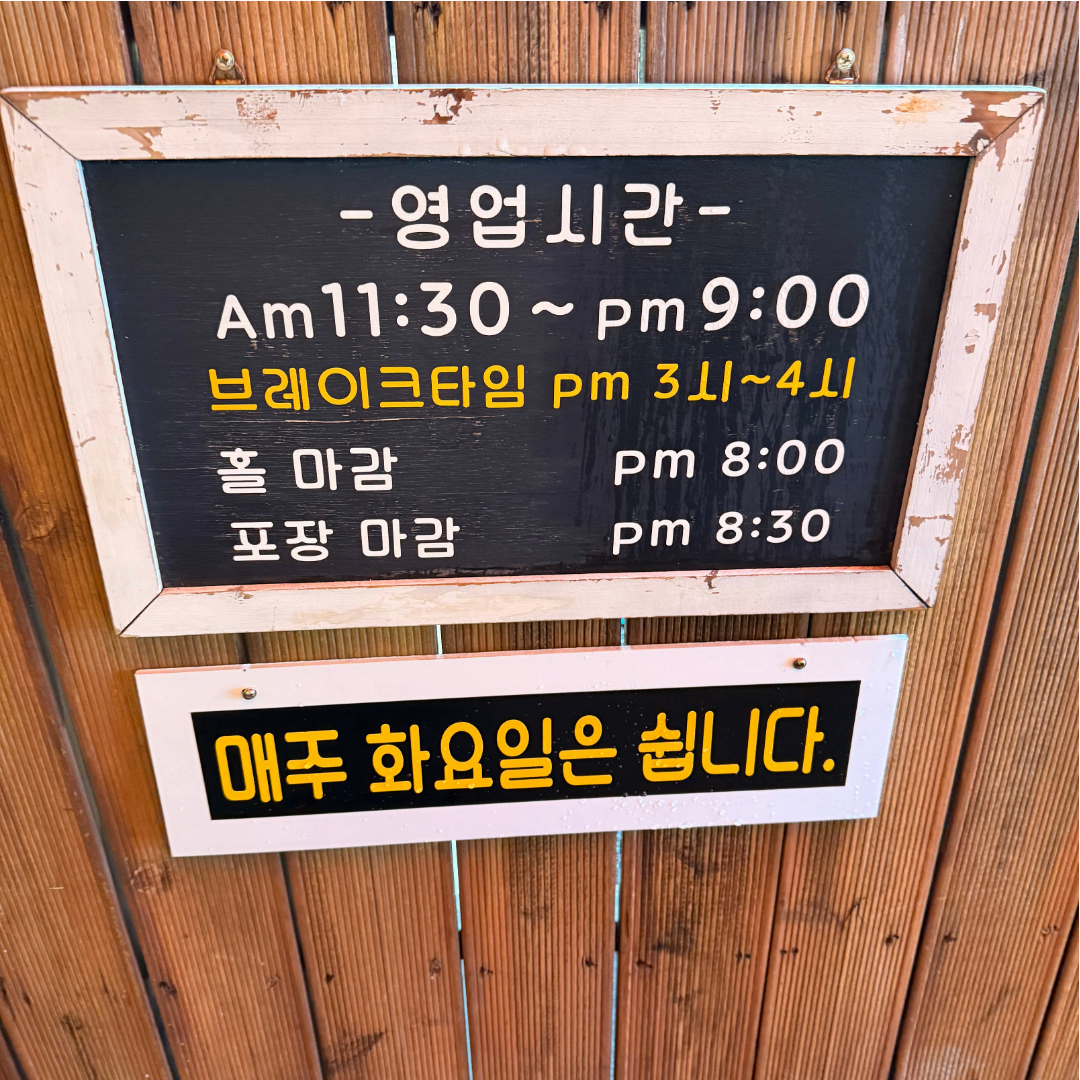 -영업시간-
Am11:30 ~ pm9:00
브레이크타임 pm 3시~4시
홀 마감 pm 8:00
포장 마감 pm 8:30
매주 화요일은 쉽니다.